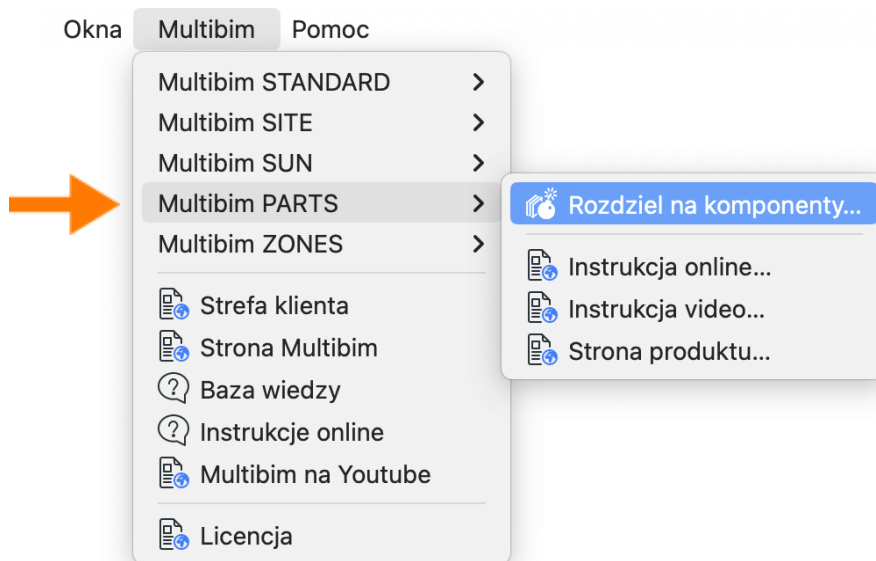 Okna Multibim Pomoc
Multibim STANDARD
Multibim SITE
Multibim SUN
Multibim PARTS
Multibim ZONES
Strefa klienta
Strona Multibim
Baza wiedzy
Instrukcje online
Multibim na Youtube
Licencja
Rozdziel na komponenty...
Instrukcja online...
Instrukcja video...
Strona produktu...